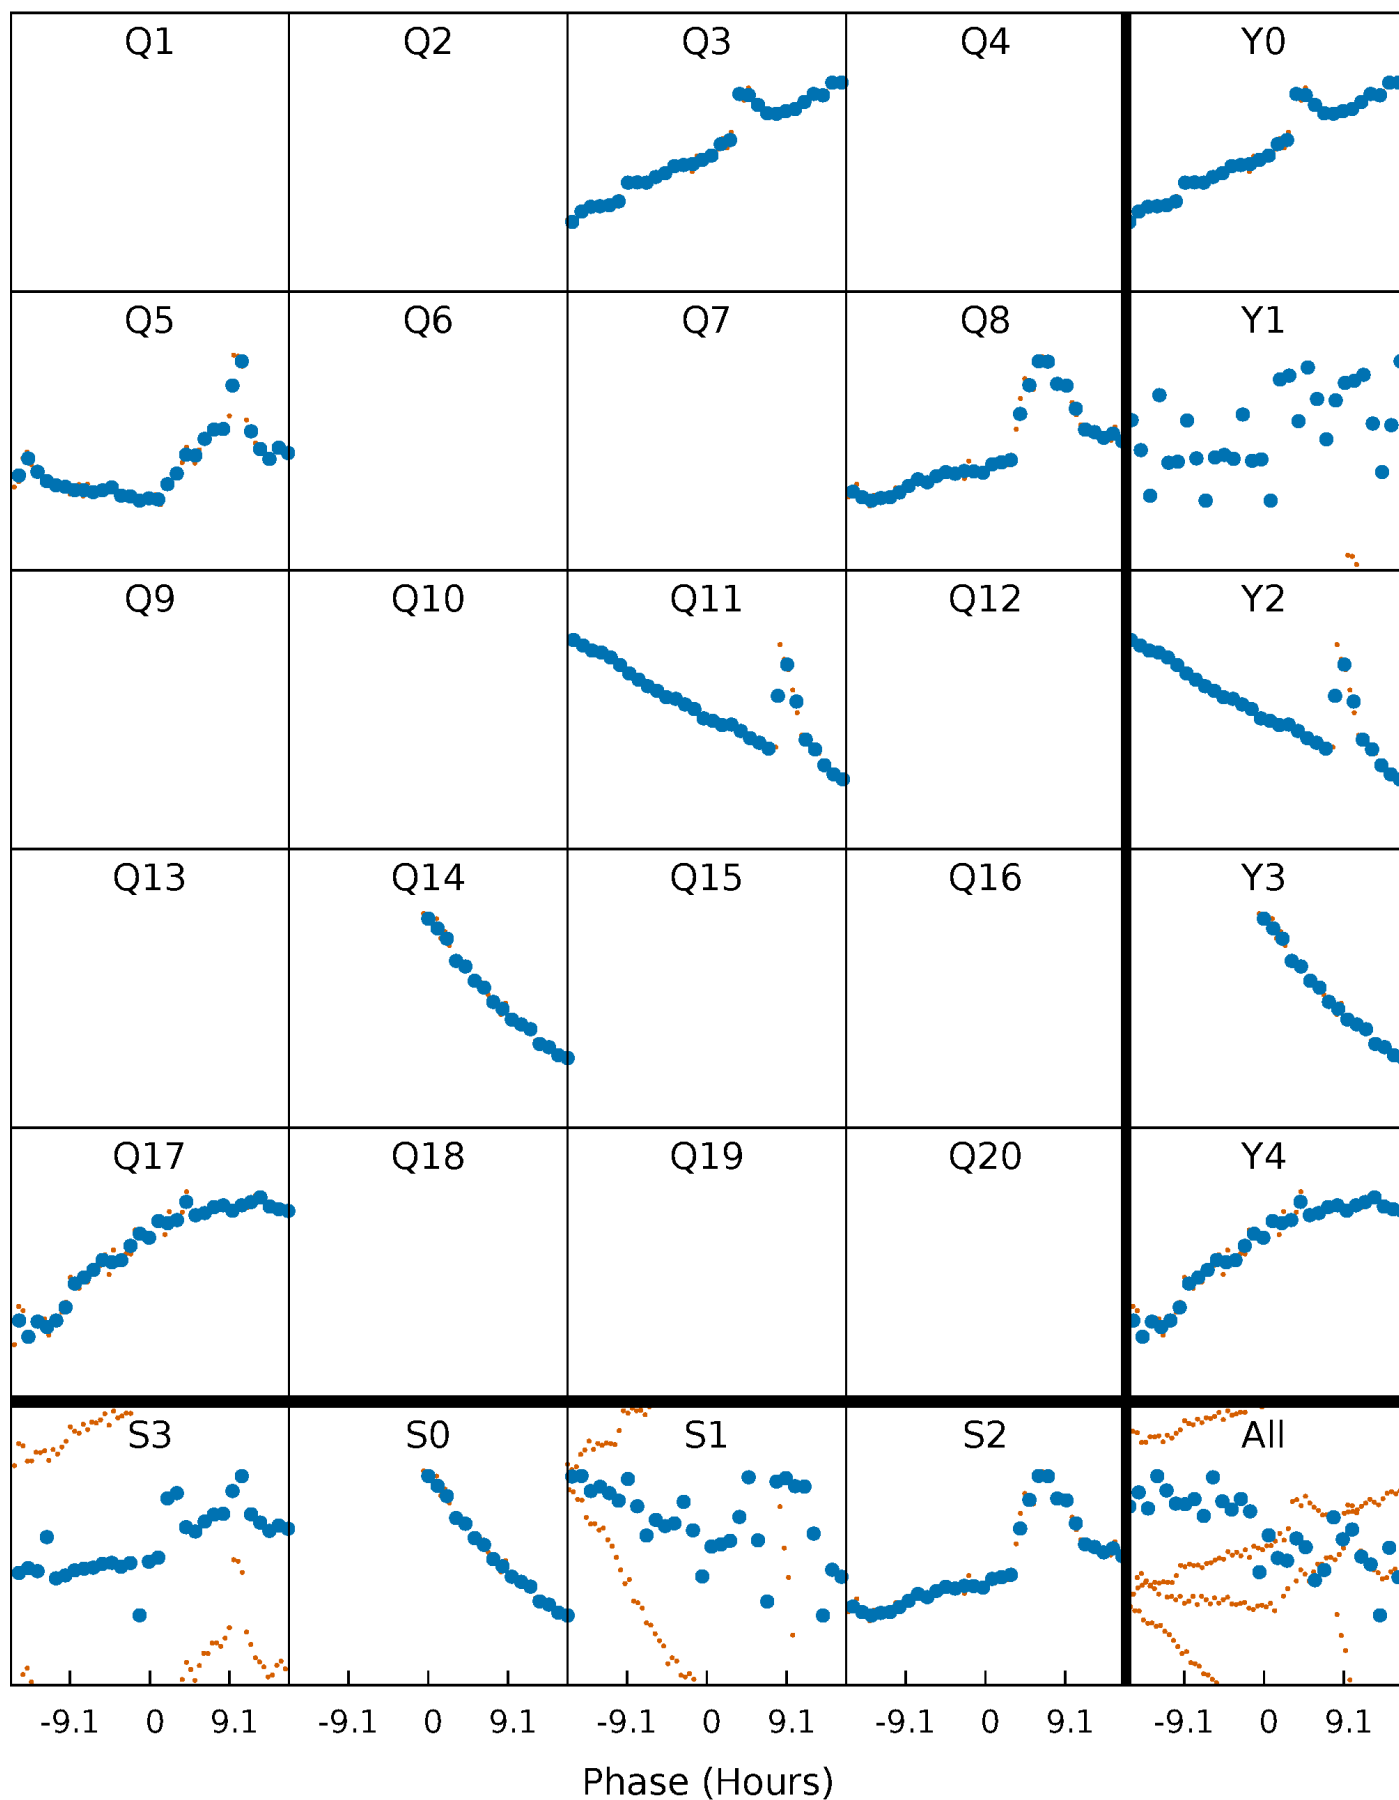 Q1 Q2 Q3 Q4 Y0
Q5 Q6 Q7 Q8 Y1
Q9 Q10 Q11 Q12 Y2
Q13 Q14 Q15 Q16 Y3
Q17 Q18 Q19 Q20 Y4
S3 S0 S1 S2 All
-9.1 0 9.1 -9.1 0 9.1 -9.1 0 9.1 -9.1 0 9.1 -9.1 0 9.1
Phase (Hours)